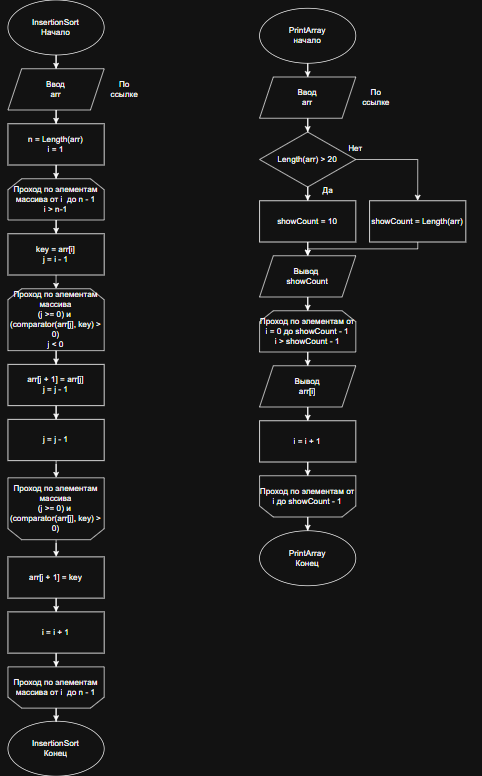 InsertionSort
Начало
Ввод
arr
По
ссылке
n = Length(arr)
i = 1
Проход по элементам
массива от i  до n - 1
i > n-1
key = arr[i]
j = i - 1
Проход по элементам
массива
(j >= 0) и
(comparator(arr[j], key) >
0)
j < 0
arr[j + 1] = arr[j]
j = j - 1
j = j - 1
Проход по элементам
массива
(j >= 0) и
(comparator(arr[j], key) >
0)
arr[j + 1] = key
i = i + 1
Проход по элементам
массива от i  до n - 1
InsertionSort
Конец
PrintArray
начало
Ввод
arr
По
ссылке
Length(arr) > 20
Нет
Да
showCount = 10
showCount = Length(arr)
Вывод
showCount
Проход по элементам от
i = 0 до showCount - 1
i > showCount - 1
Вывод
arr[i]
i = i + 1
Проход по элементам от
i до showCount - 1
PrintArray
Конец